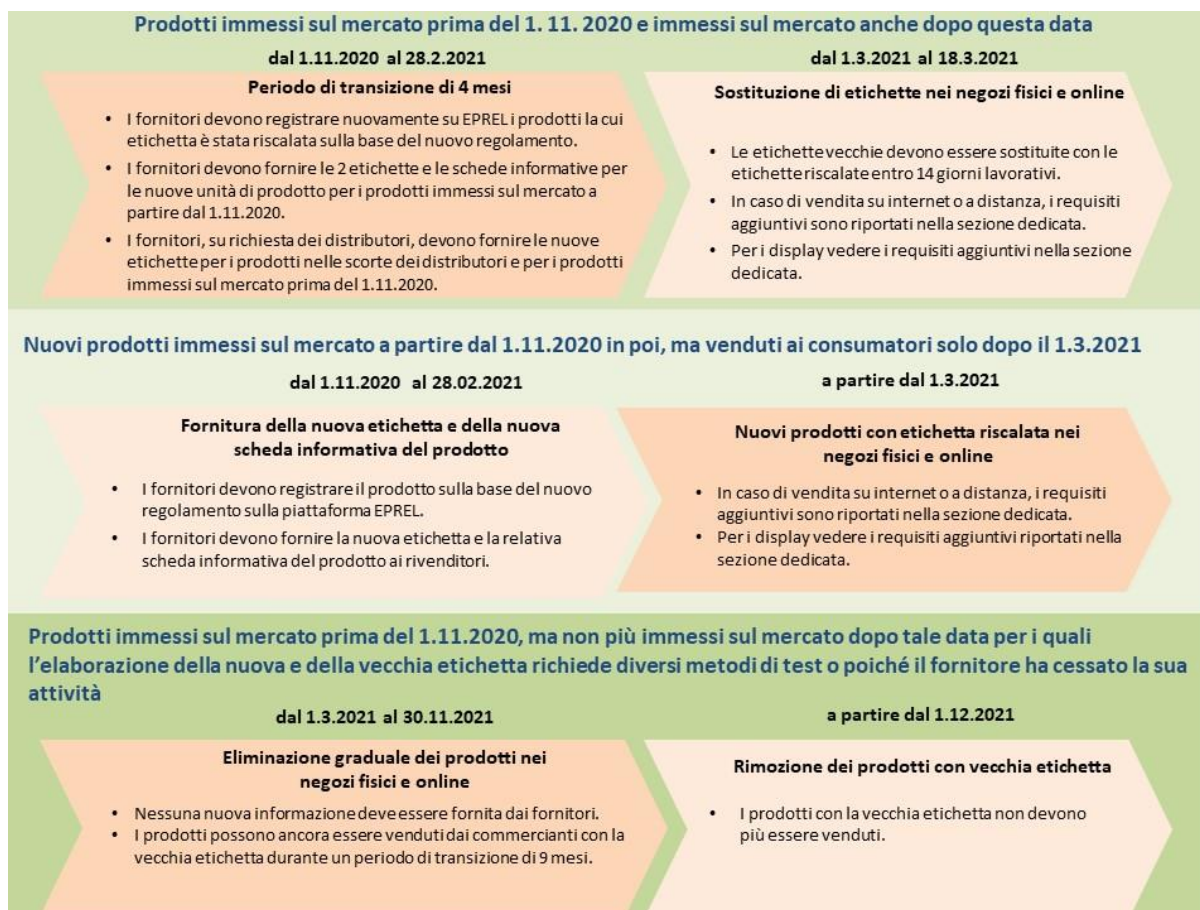 Prodotti immessi sul mercato prima del 1. 11. 2020 e immessi sul mercato anche dopo questa data
dal 1.11.2020 al 28.2.2021
Periodo di transizione di 4 mesi
• I fornitori devono registrare nuovamente su EPREL i prodotti la cui
etichetta è stata riscalata sulla base del nuovo regolamento.
• I fornitori devono fornire le 2 etichette e le schede informative per
le nuove unità di prodotto per i prodotti immessi sul mercato a
partire dal 1.11.2020.
• I fornitori, su richiesta dei distributori, devono fornire le nuove
etichette per i prodotti nelle scorte dei distributori e per i prodotti
immessi sul mercato prima del 1.11.2020.
dal 1.3.2021 al 18.3.2021
Sostituzione di etichette nei negozi fisici e online
• Le etichette vecchie devono essere sostituite con le
etichette riscalate entro 14 giorni lavorativi.
• In caso di vendita su internet o a distanza, i requisiti
aggiuntivi sono riportati nella sezione dedicata.
• Per i display vedere i requisiti aggiuntivi nella sezione
dedicata.
Nuovi prodotti immessi sul mercato a partire dal 1.11.2020 in poi, ma venduti ai consumatori solo dopo il 1.3.2021
dal 1.11.2020 al 28.02.2021
Fornitura della nuova etichetta e della nuova
scheda informativa del prodotto
• I fornitori devono registrare il prodotto sulla base del nuovo
regolamento sulla piattaforma EPREL.
• I fornitori devono fornire la nuova etichetta e la relativa
scheda informativa del prodotto ai rivenditori.
a partire dal 1.3.2021
Nuovi prodotti con etichetta riscalata nei
negozi fisici e online
• In caso di vendita su internet o a distanza, i requisiti
aggiuntivi sono riportati nella sezione dedicata.
• Per i display vedere i requisiti aggiuntivi riportati nella
sezione dedicata.
Prodotti immessi sul mercato prima del 1.11.2020, ma non più immessi sul mercato dopo tale data per i quali
l'elaborazione della nuova e della vecchia etichetta richiede diversi metodi di test o poiché il fornitore ha cessato la sua
attività
dal 1.3.2021 al 30.11.2021
Eliminazione graduale dei prodotti nei
negozi fisici e online
• Nessuna nuova informazione deve essere fornita dai fornitori.
• I prodotti possono ancora essere venduti dai commercianti con la
vecchia etichetta durante un periodo di transizione di 9 mesi.
a partire dal 1.12.2021
Rimozione dei prodotti con vecchia etichetta
• I prodotti con la vecchia etichetta non devono
più essere venduti.